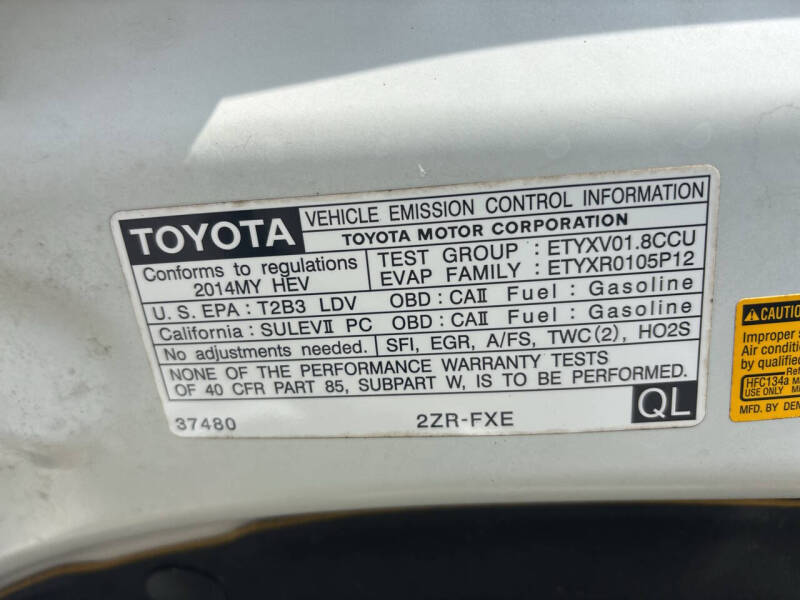 TOYOTA
VEHICLE EMISSION CONTROL INFORMATION
TOYOTA MOTOR CORPORATION
Conforms to regulations
2014MY HEV
TEST GROUP : ETYXV01.8CCU
EVAP FAMILY : ETYXR0105P12
U.S. EPA : T2B3 LDV OBD : CAII Fuel : Gasoline
California : SULEVII PC OBD : CAII Fuel : Gasoline
No adjustments needed. SFI, EGR, A/FS, TWC(2), HO2S
NONE OF THE PERFORMANCE WARRANTY TESTS
OF 40 CFR PART 85, SUBPART W, IS TO BE PERFORMED.
37480 2ZR-FXE QL
CAUTIO
Improper s
Air conditio
by qualified
Ref
HFC134a
USE ONLY
MFD. BY DEN